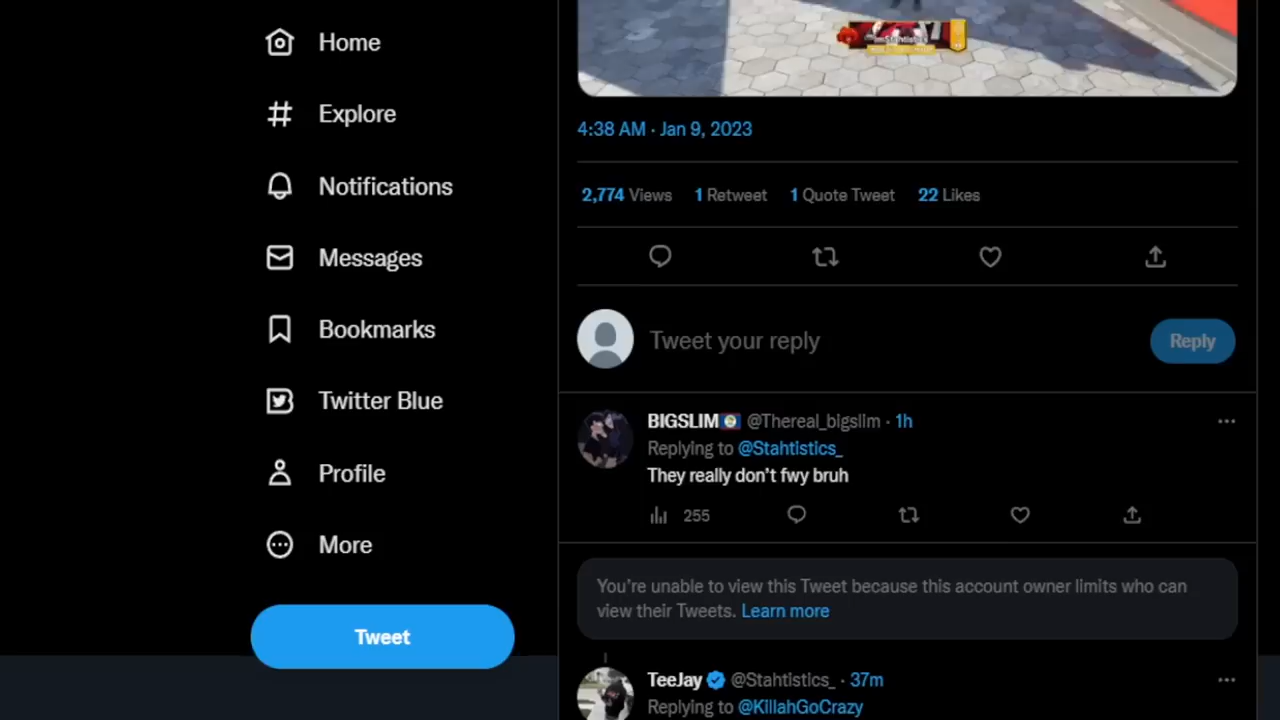 Home
Explore
Notifications
Messages
Bookmarks
Twitter Blue
Profile
More
Tweet
4:38 AM · Jan 9, 2023
2,774 Views 1 Retweet 1 Quote Tweet 22 Likes
Tweet your reply
Reply
BIGSLIM @Thereal_bigslim · 1h
Replying to @Stahtistics_
They really don't fwy bruh
255
You're unable to view this Tweet because this account owner limits who can
view their Tweets. Learn more
TeeJay @Stahtistics_ · 37m
Replying to @KillahGoCrazy